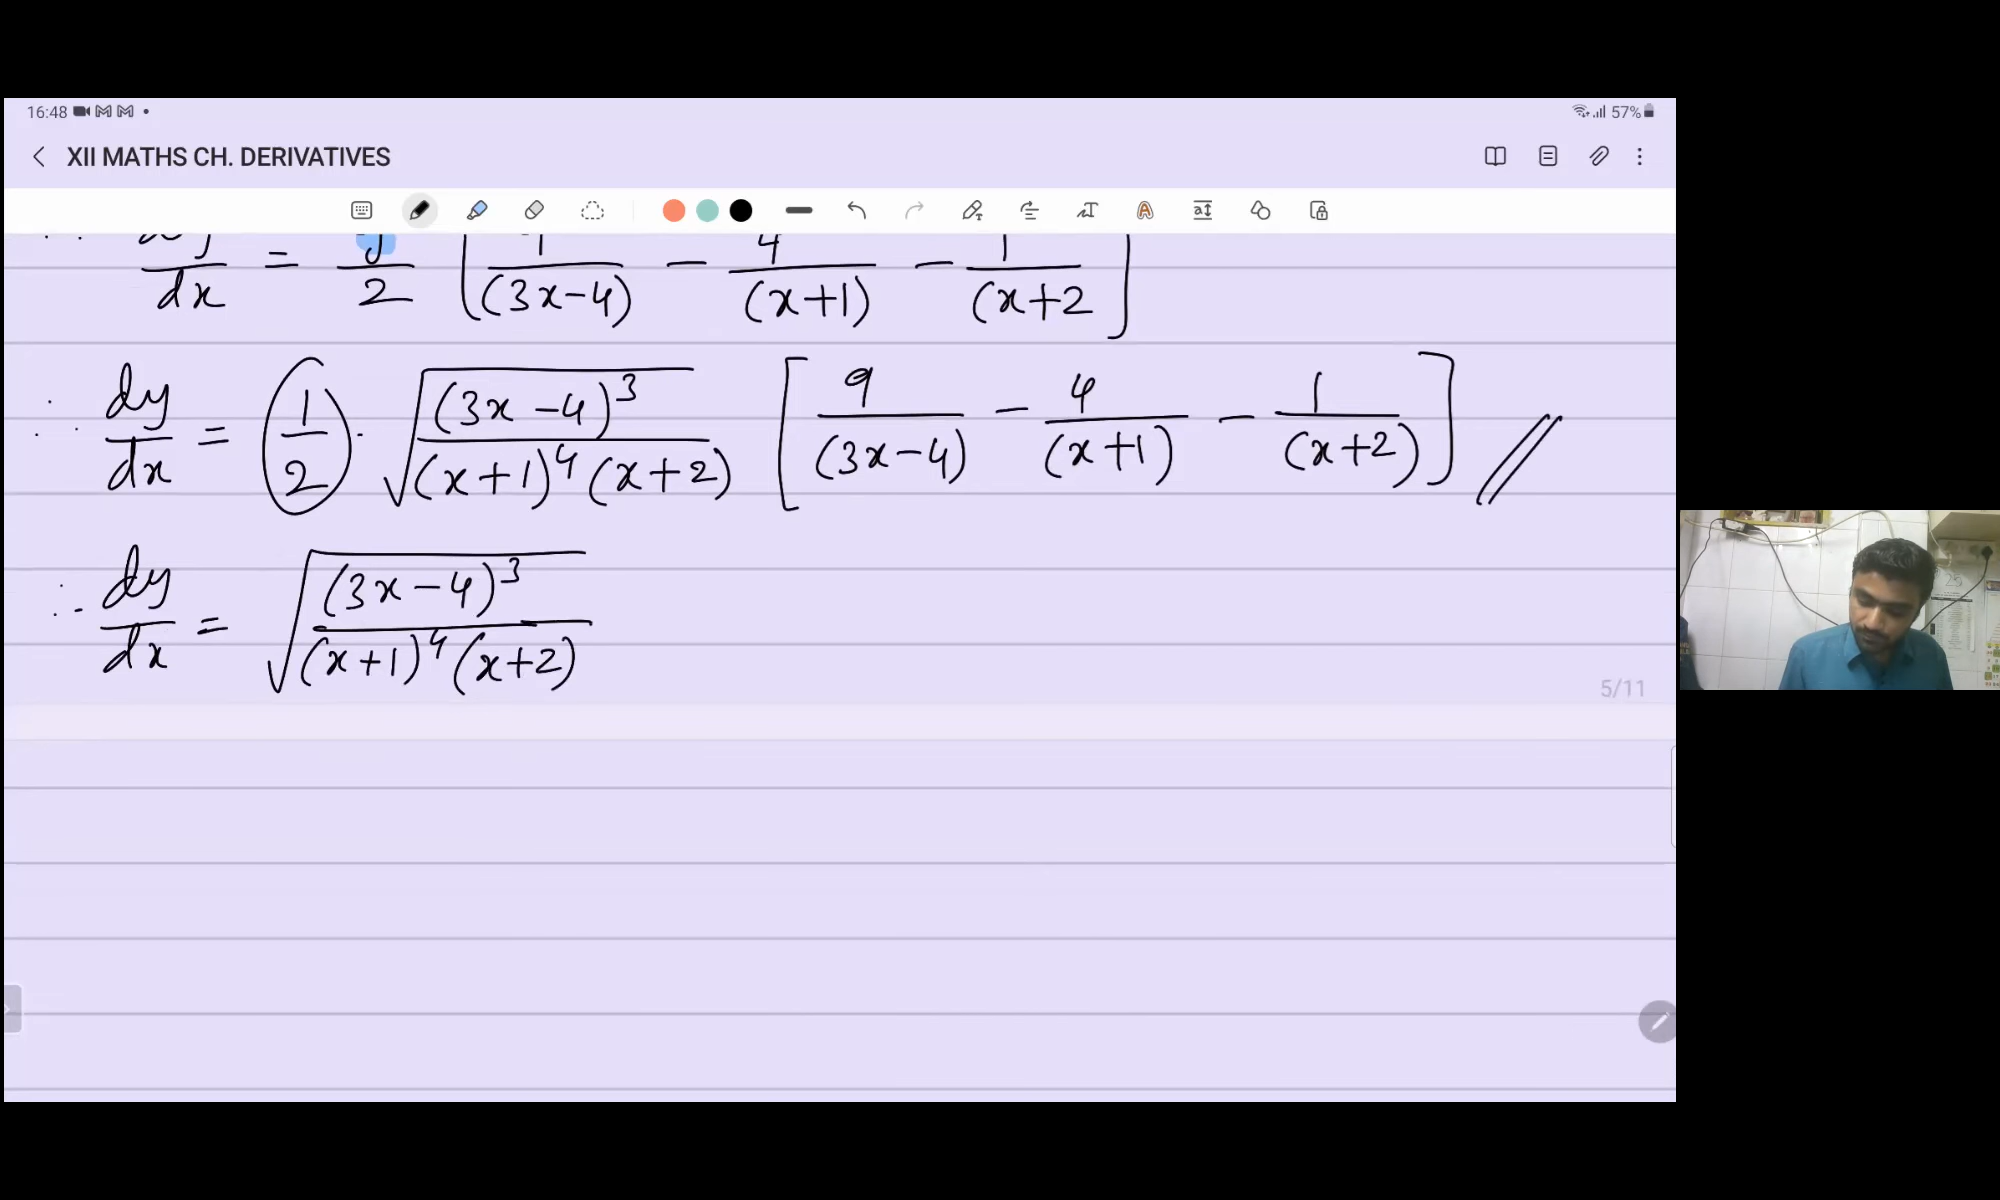 16:48
57%
XII MATHS CH. DERIVATIVES
dy/dx = y/2 [9/(3x-4) - 4/(x+1) - 1/(x+2]
∴ dy/dx = (1/2) · √((3x-4)³/((x+1)⁴(x+2))) [9/(3x-4) - 4/(x+1) - 1/(x+2)] //
∴ dy/dx = √((3x-4)³/((x+1)⁴(x+2)))
5/11